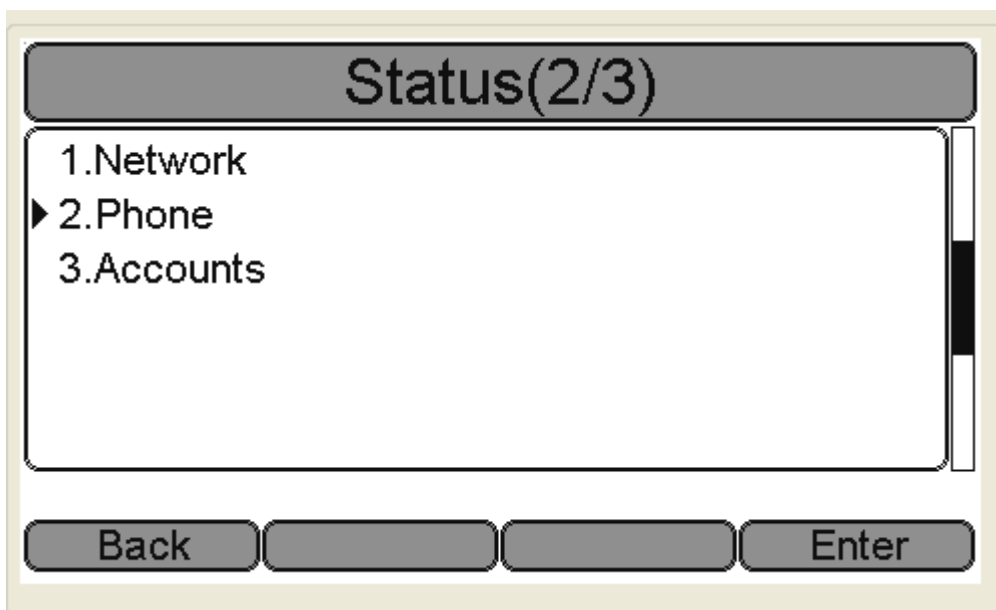 Status(2/3)
1.Network
2.Phone
3.Accounts
Back Enter